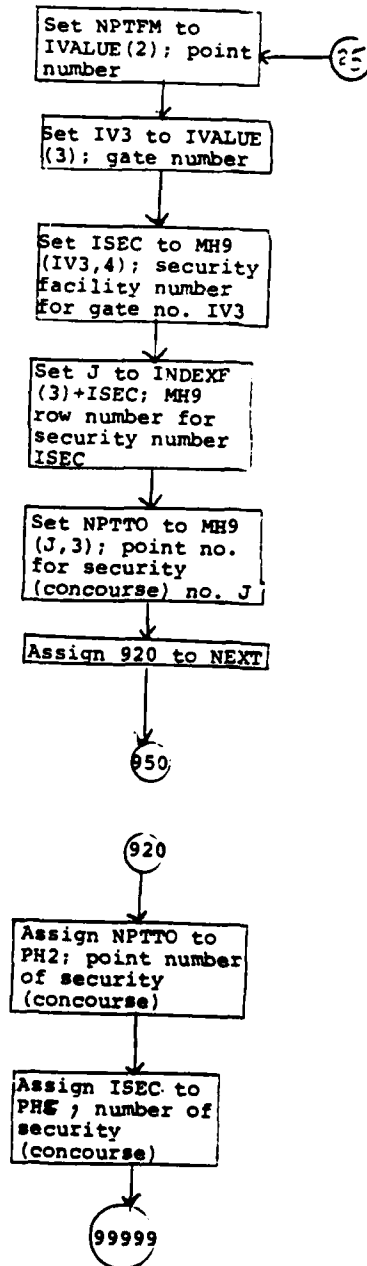 Set NPTFM to
IVALUE(2); point
number
25
Set IV3 to IVALUE
(3); gate number
Set ISEC to MH9
(IV3,4); security
facility number
for gate no. IV3
Set J to INDEXF
(3)+ISEC; MH9
row number for
security number
ISEC
Set NPTTO to MH9
(J,3); point no.
for security
(concourse) no. J
Assign 920 to NEXT
950
920
Assign NPTTO to
PH2; point number
of security
(concourse)
Assign ISEC to
; number of
security
(concourse)
99999